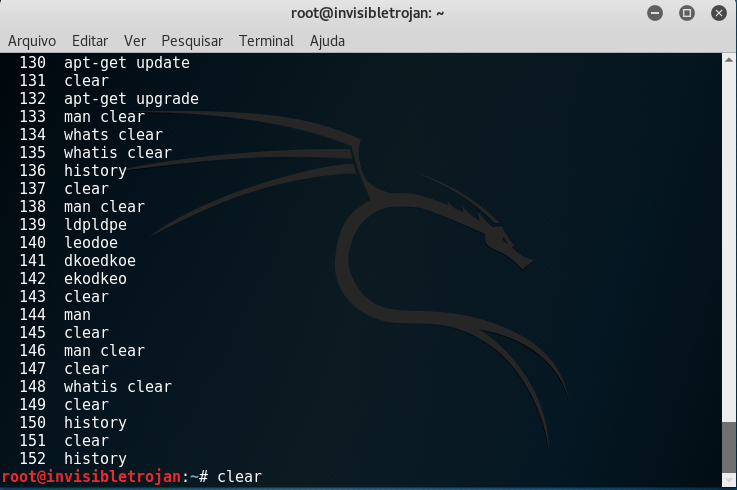 root@invisibletrojan: ~
Arquivo Editar Ver Pesquisar Terminal Ajuda
130 apt-get update
131 clear
132 apt-get upgrade
133 man clear
134 whats clear
135 whatis clear
136 history
137 clear
138 man clear
139 ldpldpe
140 leodoe
141 dkoedkoe
142 ekodkeo
143 clear
144 man
145 clear
146 man clear
147 clear
148 whatis clear
149 clear
150 history
151 clear
152 history
root@invisibletrojan:~# clear